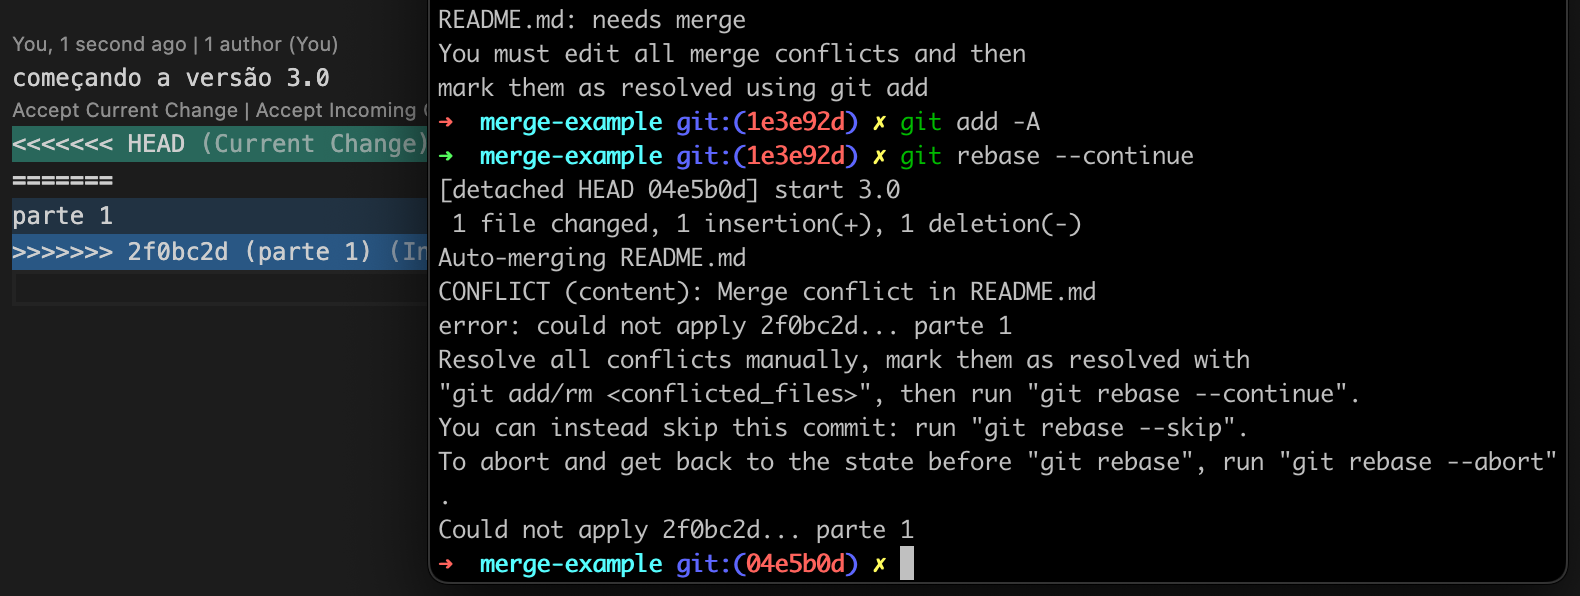 You, 1 second ago | 1 author (You)
começando a versão 3.0
Accept Current Change | Accept Incoming
<<<<<<< HEAD (Current Change)
=======
parte 1
>>>>>>> 2f0bc2d (parte 1) (In
README.md: needs merge
You must edit all merge conflicts and then
mark them as resolved using git add
➜ merge-example git:(1e3e92d) ✗ git add -A
➜ merge-example git:(1e3e92d) ✗ git rebase --continue
[detached HEAD 04e5b0d] start 3.0
1 file changed, 1 insertion(+), 1 deletion(-)
Auto-merging README.md
CONFLICT (content): Merge conflict in README.md
error: could not apply 2f0bc2d... parte 1
Resolve all conflicts manually, mark them as resolved with
"git add/rm <conflicted_files>", then run "git rebase --continue".
You can instead skip this commit: run "git rebase --skip".
To abort and get back to the state before "git rebase", run "git rebase --abort"
.
Could not apply 2f0bc2d... parte 1
➜ merge-example git:(04e5b0d) ✗